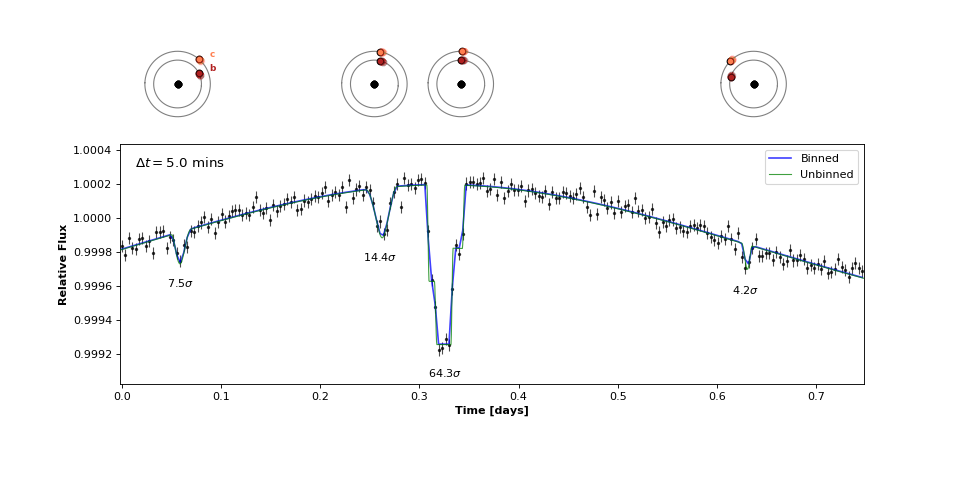 c
b
Δt = 5.0 mins
Binned
Unbinned
1.0004
1.0002
1.0000
0.9998
0.9996
0.9994
0.9992
Relative Flux
7.5σ
14.4σ
64.3σ
4.2σ
0.0 0.1 0.2 0.3 0.4 0.5 0.6 0.7
Time [days]